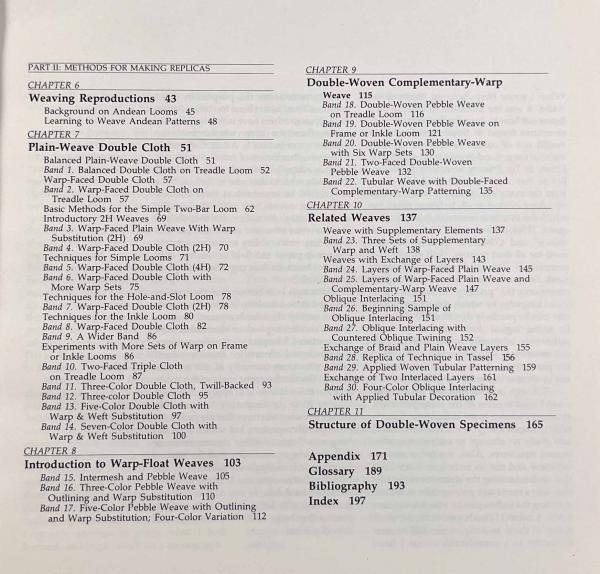 PART II: METHODS FOR MAKING REPLICAS
CHAPTER 6
Weaving Reproductions 43
Background on Andean Looms 45
Learning to Weave Andean Patterns 48
CHAPTER 7
Plain-Weave Double Cloth 51
Balanced Plain-Weave Double Cloth 51
Band 1. Balanced Double Cloth on Treadle Loom 52
Warp-Faced Double Cloth 57
Band 2. Warp-Faced Double Cloth on
Treadle Loom 57
Basic Methods for the Simple Two-Bar Loom 62
Introductory 2H Weaves 69
Band 3. Warp-Faced Plain Weave With Warp
Substitution (2H) 69
Band 4. Warp-Faced Double Cloth (2H) 70
Techniques for Simple Looms 71
Band 5. Warp-Faced Double Cloth (4H) 72
Band 6. Warp-Faced Double Cloth with
More Warp Sets 75
Techniques for the Hole-and-Slot Loom 78
Band 7. Warp-Faced Double Cloth (2H) 78
Techniques for the Inkle Loom 80
Band 8. Warp-Faced Double Cloth 82
Band 9. A Wider Band 86
Experiments with More Sets of Warp on Frame
or Inkle Looms 86
Band 10. Two-Faced Triple Cloth
on Treadle Loom 87
Band 11. Three-Color Double Cloth, Twill-Backed 93
Band 12. Three-color Double Cloth 95
Band 13. Five-Color Double Cloth with
Warp & Weft Substitution 97
Band 14. Seven-Color Double Cloth with
Warp & Weft Substitution 100
CHAPTER 8
Introduction to Warp-Float Weaves 103
Band 15. Intermesh and Pebble Weave 105
Band 16. Three-Color Pebble Weave with
Outlining and Warp Substitution 110
Band 17. Five-Color Pebble Weave with Outlining
and Warp Substitution; Four-Color Variation 112
CHAPTER 9
Double-Woven Complementary-Warp
Weave 115
Band 18. Double-Woven Pebble Weave
on Treadle Loom 116
Band 19. Double-Woven Pebble Weave on
Frame or Inkle Loom 121
Band 20. Double-Woven Pebble Weave
with Six Warp Sets 130
Band 21. Two-Faced Double-Woven
Pebble Weave 132
Band 22. Tubular Weave with Double-Faced
Complementary-Warp Patterning 135
CHAPTER 10
Related Weaves 137
Weave with Supplementary Elements 137
Band 23. Three Sets of Supplementary
Warp and Weft 138
Weaves with Exchange of Layers 143
Band 24. Layers of Warp-Faced Plain Weave 145
Band 25. Layers of Warp-Faced Plain Weave and
Complementary-Warp Weave 147
Oblique Interlacing 151
Band 26. Beginning Sample of
Oblique Interlacing 151
Band 27. Oblique Interlacing with
Countered Oblique Twining 152
Exchange of Braid and Plain Weave Layers 155
Band 28. Replica of Technique in Tassel 156
Band 29. Applied Woven Tubular Patterning 159
Exchange of Two Interlaced Layers 161
Band 30. Four-Color Oblique Interlacing
with Applied Tubular Decoration 162
CHAPTER 11
Structure of Double-Woven Specimens 165
Appendix 171
Glossary 189
Bibliography 193
Index 197